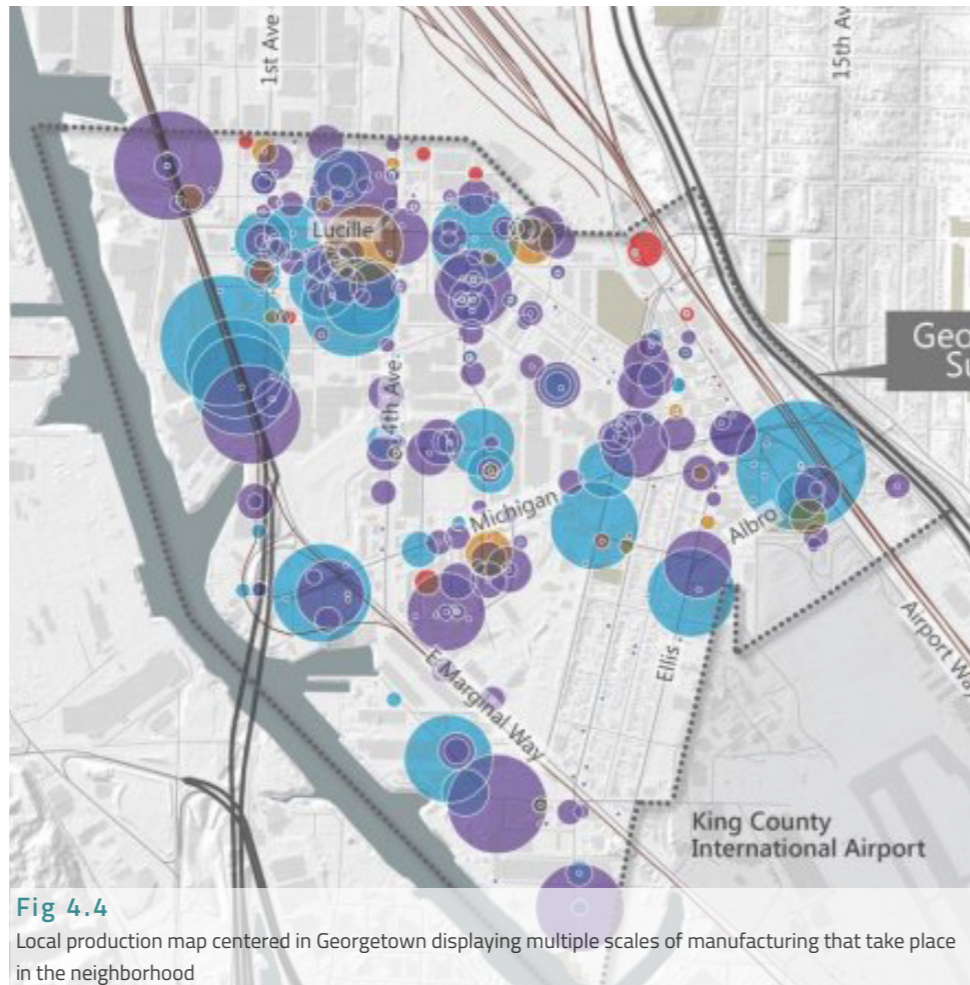 1st Ave
15th Av
Lucille
Geo
Su
4th Ave.
Michigan
Albro
Ellis
Airport Way
E Marginal Way
King County
International Airport
Fig 4.4
Local production map centered in Georgetown displaying multiple scales of manufacturing that take place
in the neighborhood